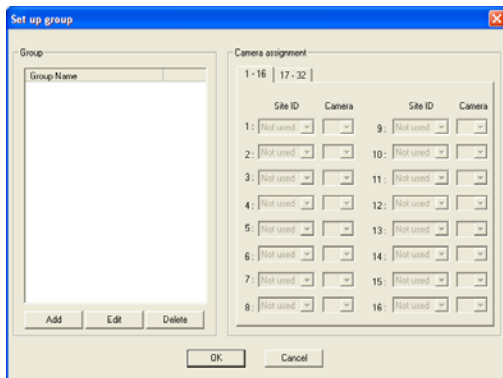 Set up group
Group
Group Name
Add Edit Delete
Camera assignment
1 - 16 17 - 32
Site ID Camera Site ID Camera
1 : Not used 9 : Not used
2 : Not used 10 : Not used
3 : Not used 11 : Not used
4 : Not used 12 : Not used
5 : Not used 13 : Not used
6 : Not used 14 : Not used
7 : Not used 15 : Not used
8 : Not used 16 : Not used
OK Cancel